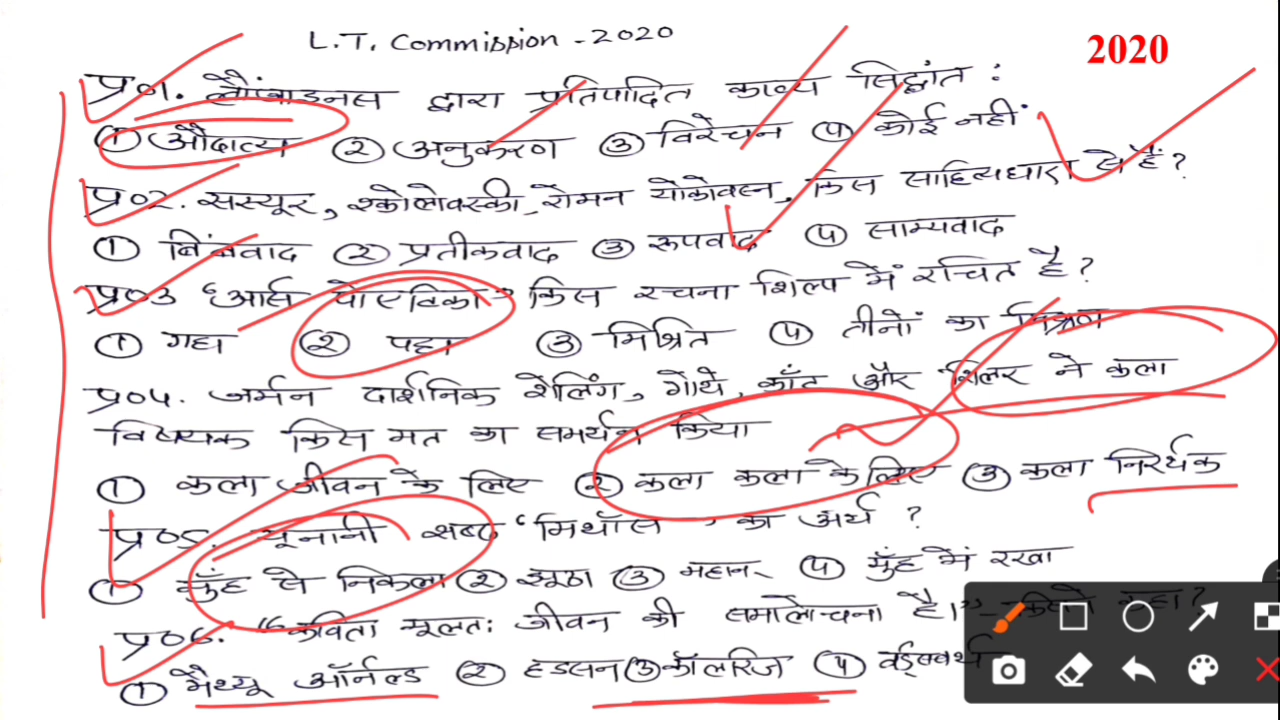 L.T. Commission - 2020
2020
प्र01. लौंजाइनस द्वारा प्रतिपादित काव्य सिद्धांत :
① औदात्य ② अनुकरण ③ विरेचन ④ कोई नहीं
प्र02. सस्यूर, श्कोलोवस्की, रोमन योकोवस्न, किस साहित्यधारा से हैं ?
① बिंबवाद ② प्रतीकवाद ③ रूपवाद ④ साम्यवाद
प्र03 'आर्स पोएतिका' किस रचना शिल्प में रचित है ?
① गद्य ② पद्य ③ मिश्रित ④ तीनों का मिश्रण
प्र04. जर्मन दार्शनिक शेलिंग, गेंथे, काँट और शिलर ने कला
विषयक किस मत का समर्थन किया
① कला जीवन के लिए ② कला कला के लिए ③ कला निरर्थक
प्र05. यूनानी शब्द 'मिथॉस' का अर्थ ?
① मुँह से निकला ② झूठा ③ महान ④ मुँह में रखा
प्र06. "कविता मूलतः जीवन की समालोचना है।" - किसने कहा?
① मैथ्यू ऑर्नल्ड ② हडसन ③ कॉलरिज ④ वर्ड्सवर्थ